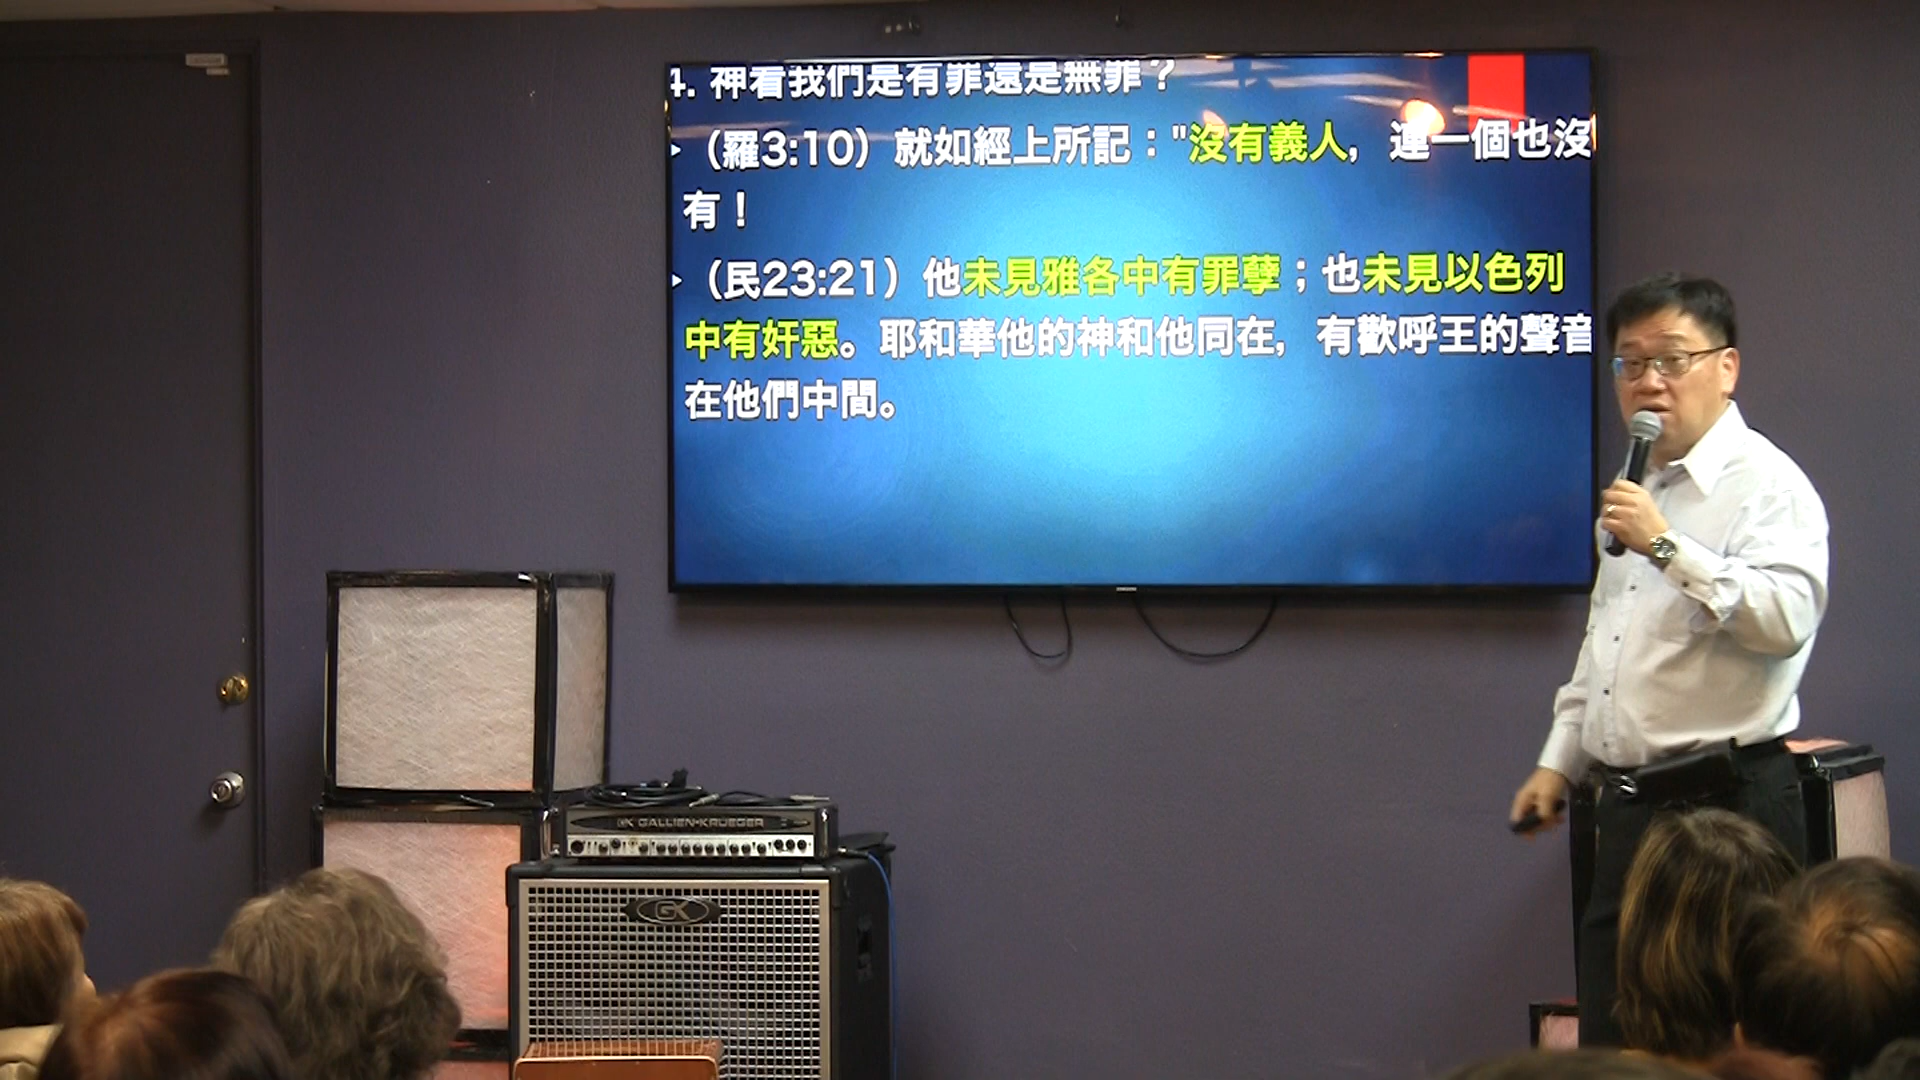 4. 神看我們是有罪還是無罪？
（羅3:10）就如經上所記："沒有義人，連一個也沒
有！
（民23:21）他未見雅各中有罪孽；也未見以色列
中有奸惡。耶和華他的神和他同在，有歡呼王的聲音
在他們中間。
SAMSUNG
GK GALLIEN-KRUEGER
GK